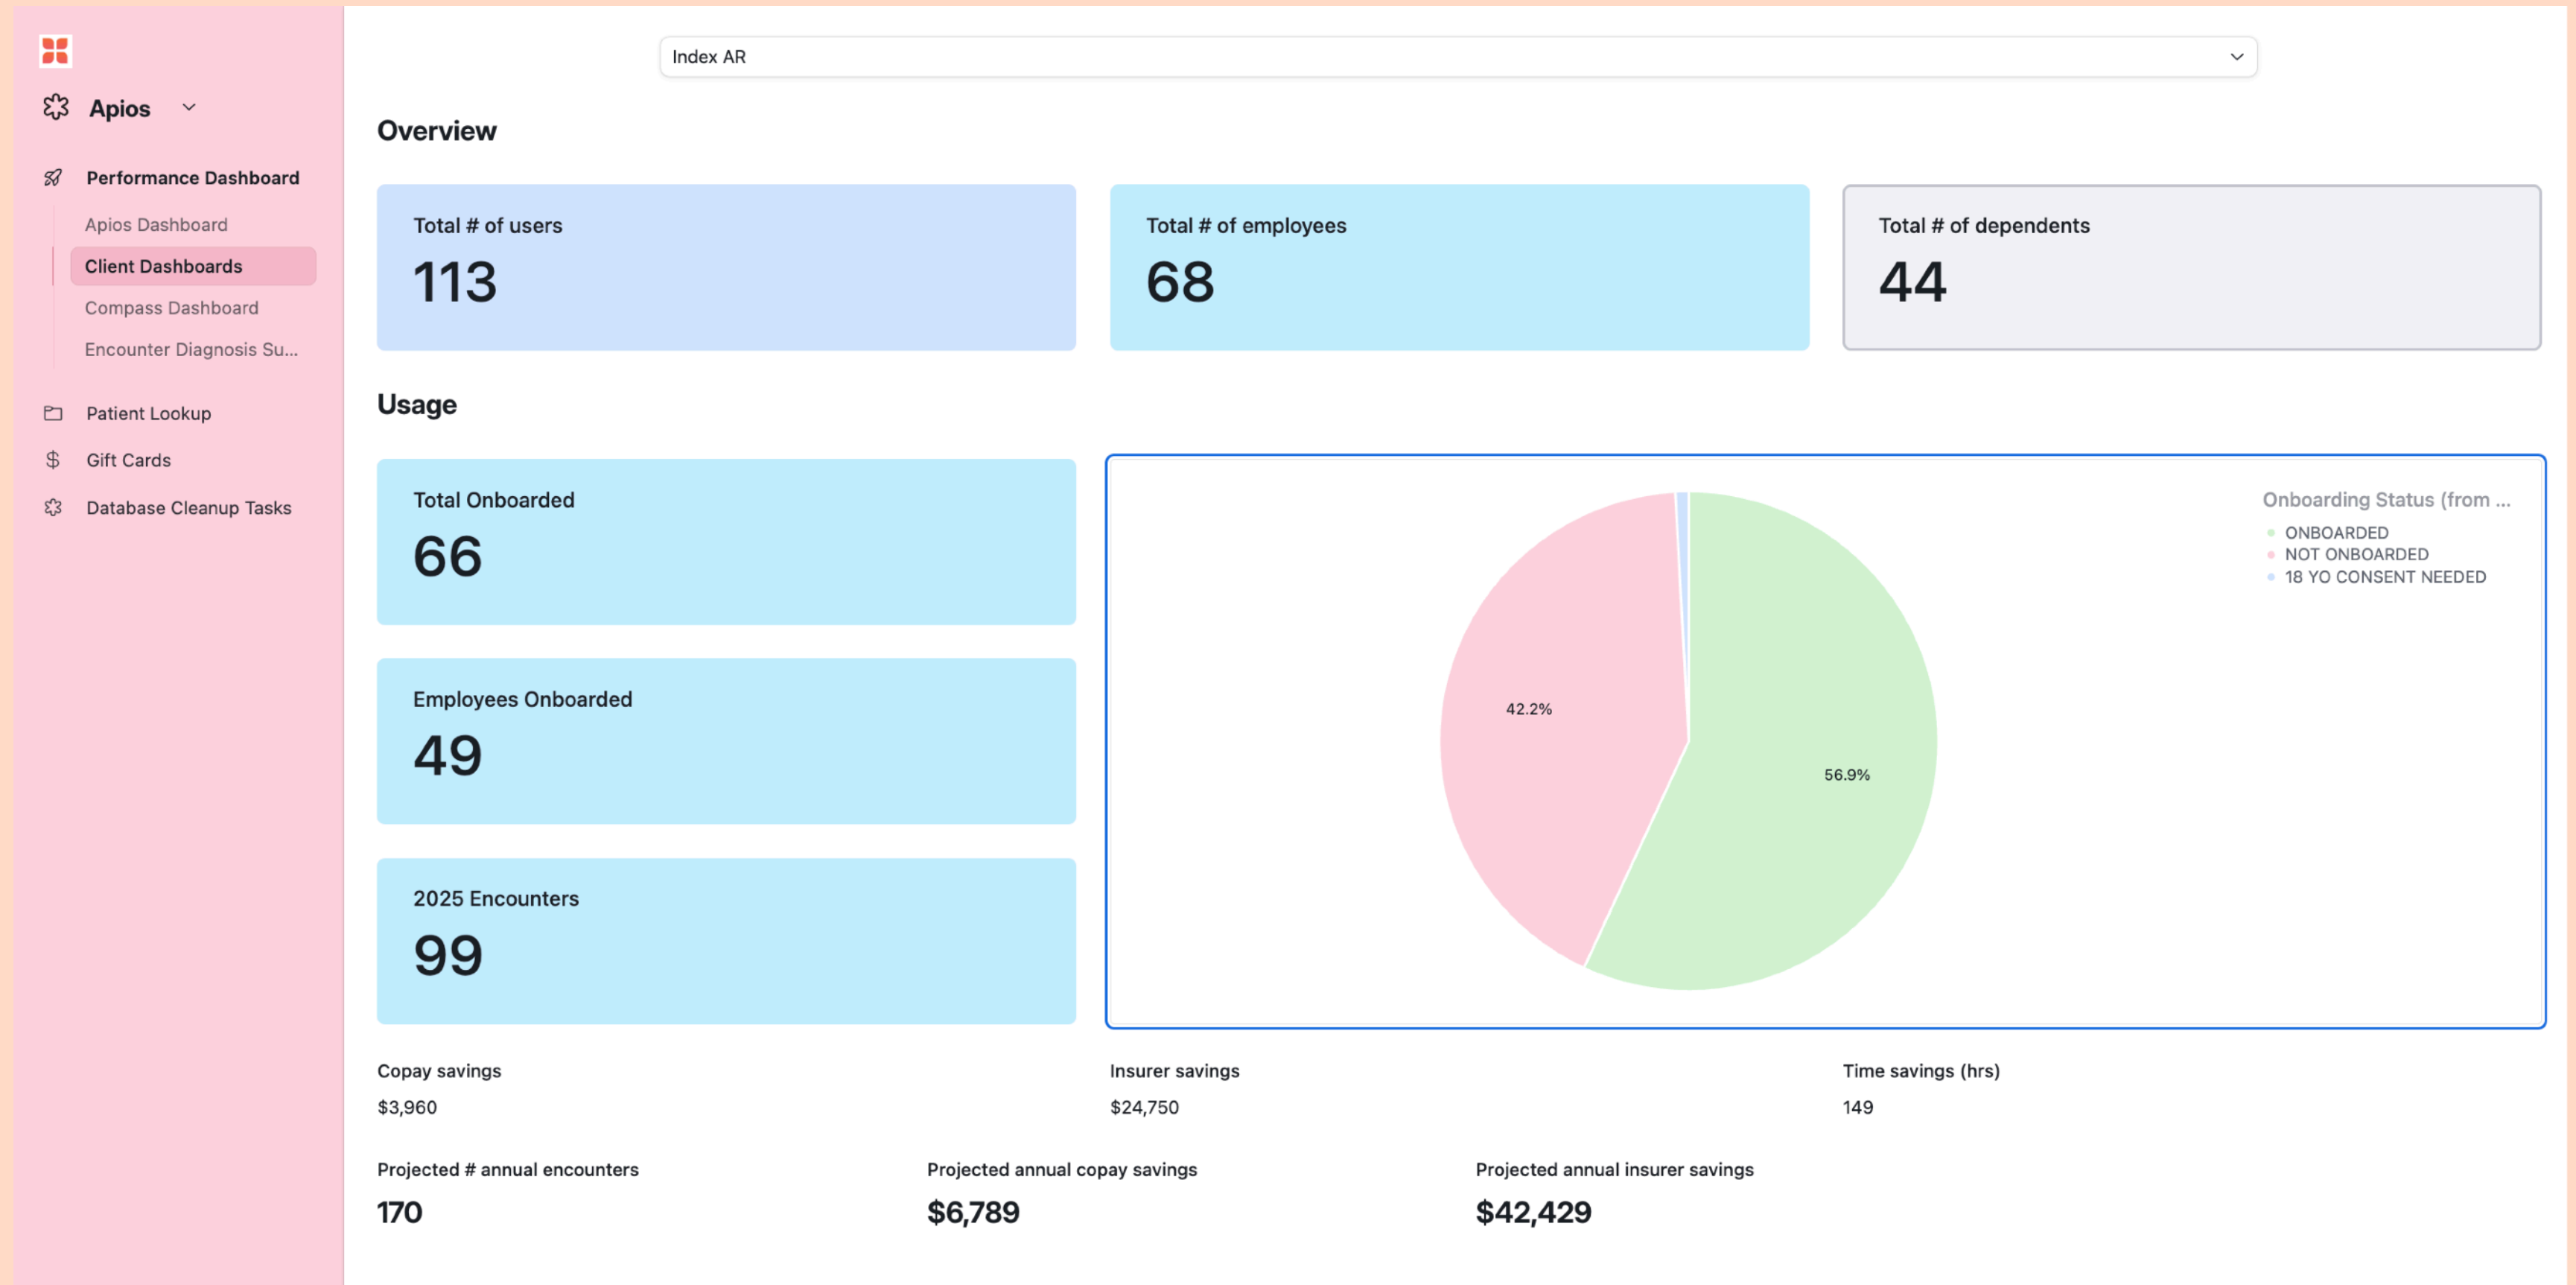 Index AR
Apios
Performance Dashboard
Apios Dashboard
Client Dashboards
Compass Dashboard
Encounter Diagnosis Su...
Patient Lookup
Gift Cards
Database Cleanup Tasks
Overview
Total # of users
113
Total # of employees
68
Total # of dependents
44
Usage
Total Onboarded
66
Employees Onboarded
49
2025 Encounters
99
Onboarding Status (from ...
ONBOARDED
NOT ONBOARDED
18 YO CONSENT NEEDED
42.2%
56.9%
Copay savings
$3,960
Insurer savings
$24,750
Time savings (hrs)
149
Projected # annual encounters
170
Projected annual copay savings
$6,789
Projected annual insurer savings
$42,429